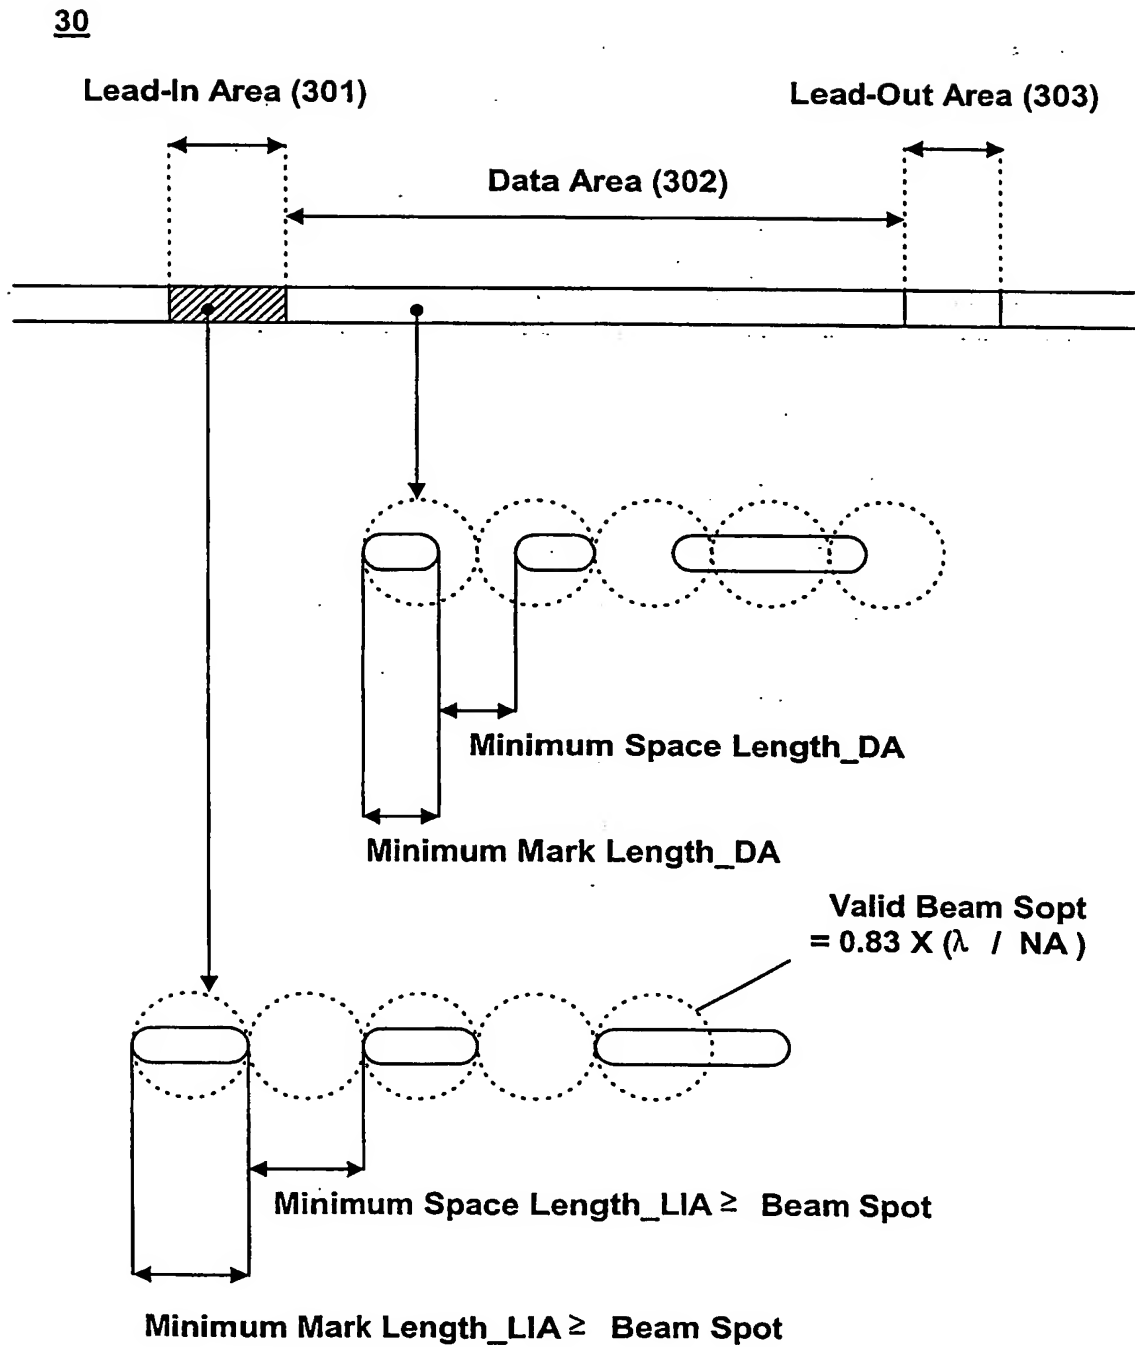 30
Lead-In Area (301)
Lead-Out Area (303)
Data Area (302)
Minimum Space Length_DA
Minimum Mark Length_DA
Valid Beam Sopt
= 0.83 X (λ / NA )
Minimum Space Length_LIA ≥ Beam Spot
Minimum Mark Length_LIA ≥ Beam Spot